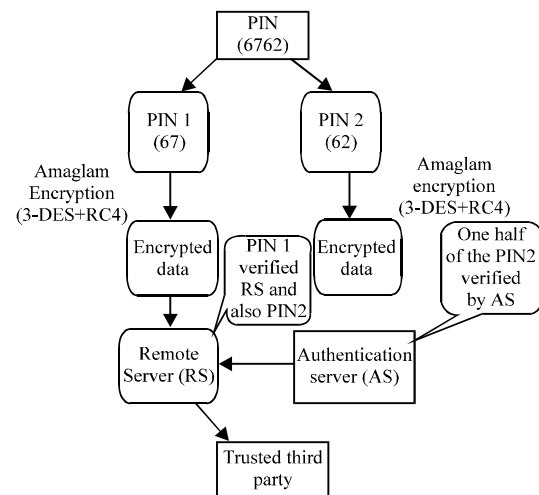 PIN
(6762)
PIN 1
(67)
PIN 2
(62)
Amaglam
Encryption
(3-DES+RC4)
Amaglam
encryption
(3-DES+RC4)
Encrypted
data
PIN 1
verified
RS and
also PIN2
Encrypted
data
One half
of the PIN2
verified
by AS
Remote
Server (RS)
Authentication
server (AS)
Trusted third
party